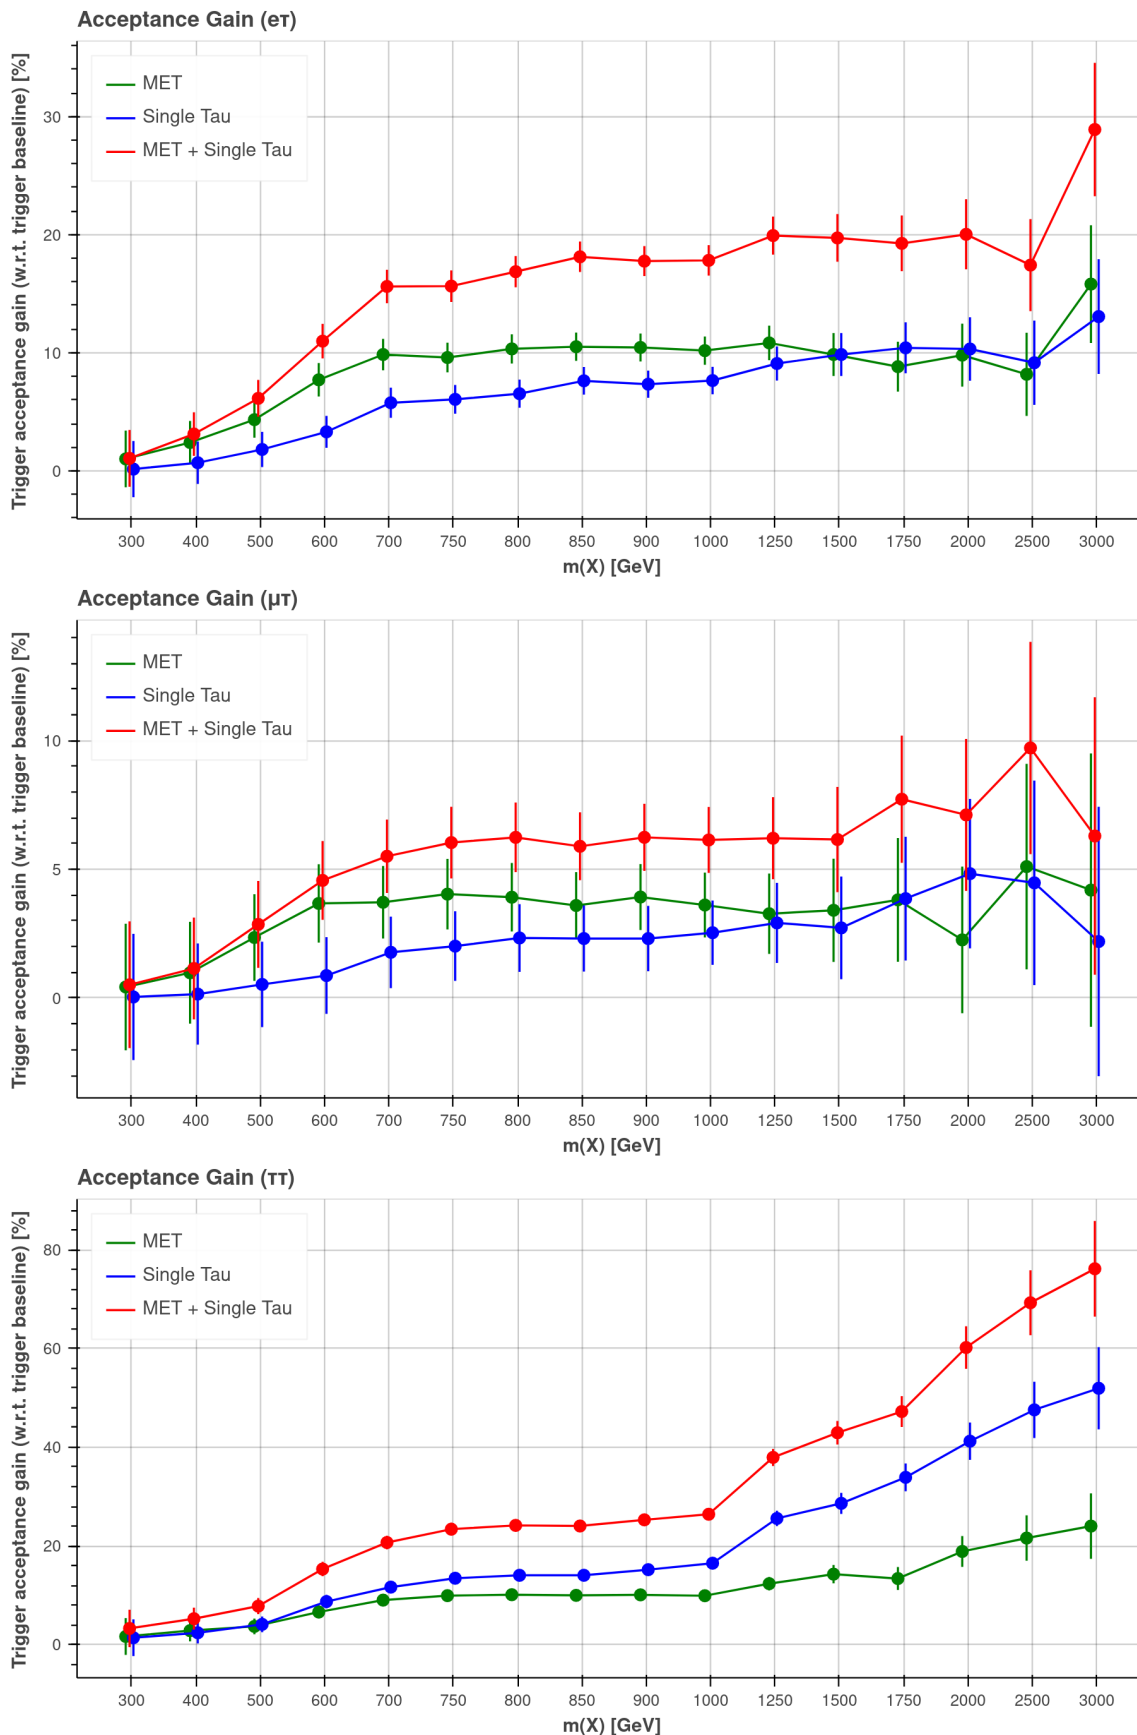 Acceptance Gain (eτ)
Trigger acceptance gain (w.r.t. trigger baseline) [%]
MET
Single Tau
MET + Single Tau
30
20
10
0
300 400 500 600 700 750 800 850 900 1000 1250 1500 1750 2000 2500 3000
m(X) [GeV]
Acceptance Gain (μτ)
Trigger acceptance gain (w.r.t. trigger baseline) [%]
MET
Single Tau
MET + Single Tau
10
5
0
300 400 500 600 700 750 800 850 900 1000 1250 1500 1750 2000 2500 3000
m(X) [GeV]
Acceptance Gain (ττ)
Trigger acceptance gain (w.r.t. trigger baseline) [%]
MET
Single Tau
MET + Single Tau
80
60
40
20
0
300 400 500 600 700 750 800 850 900 1000 1250 1500 1750 2000 2500 3000
m(X) [GeV]